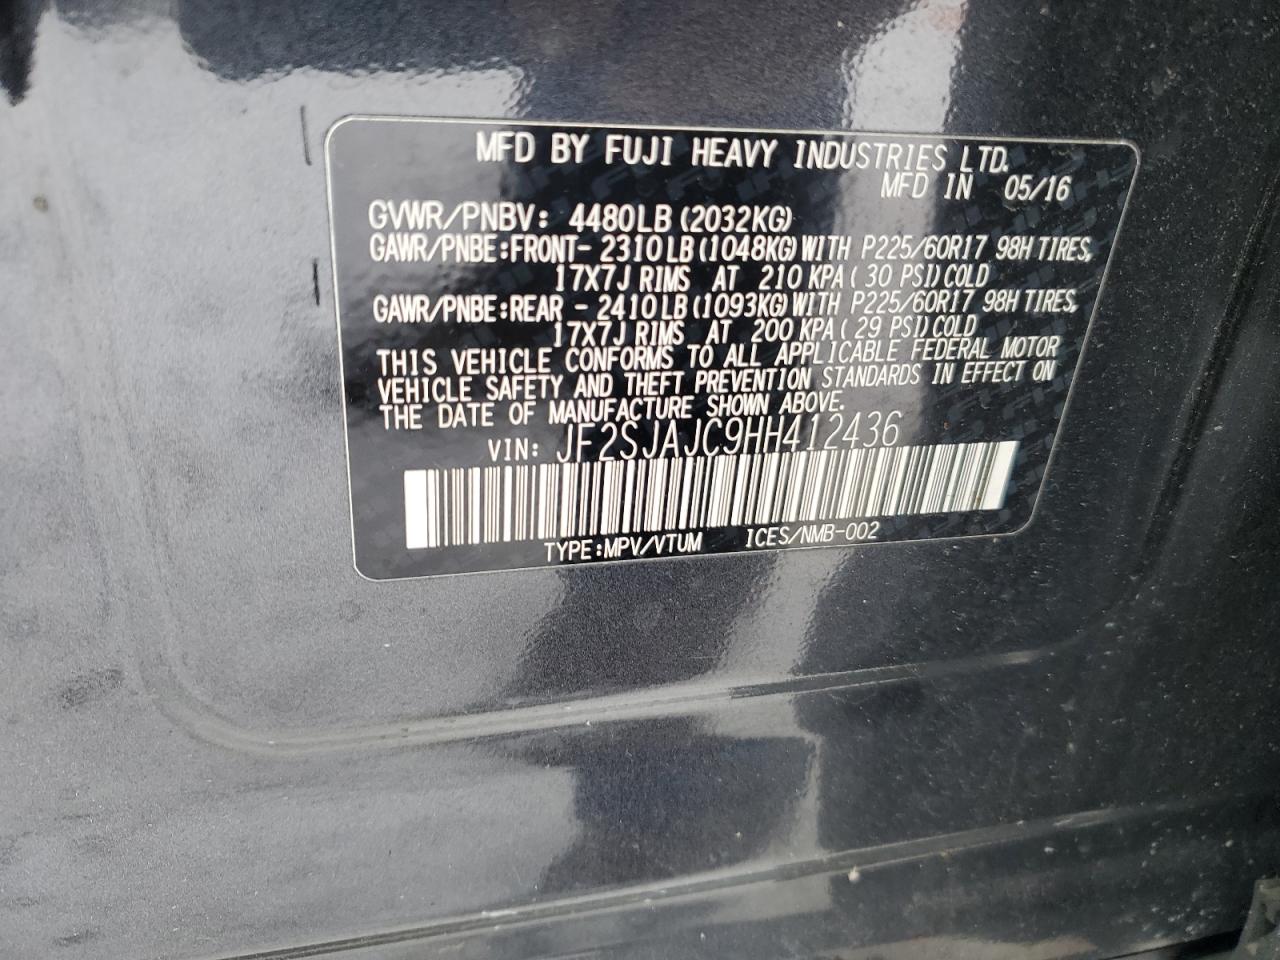 MFD BY FUJI HEAVY INDUSTRIES LTD.
MFD IN 05/16
GVWR/PNBV: 4480LB(2032KG)
GAWR/PNBE:FRONT- 2310LB(1048KG)WITH P225/60R17 98H TIRES,
17X7J RIMS AT 210 KPA( 30 PSI)COLD
GAWR/PNBE:REAR - 2410LB(1093KG)WITH P225/60R17 98H TIRES,
17X7J RIMS AT 200 KPA( 29 PSI)COLD
THIS VEHICLE CONFORMS TO ALL APPLICABLE FEDERAL MOTOR
VEHICLE SAFETY AND THEFT PREVENTION STANDARDS IN EFFECT ON
THE DATE OF MANUFACTURE SHOWN ABOVE.
VIN: JF2SJAJC9HH412436
TYPE:MPV/VTUM ICES/NMB-002